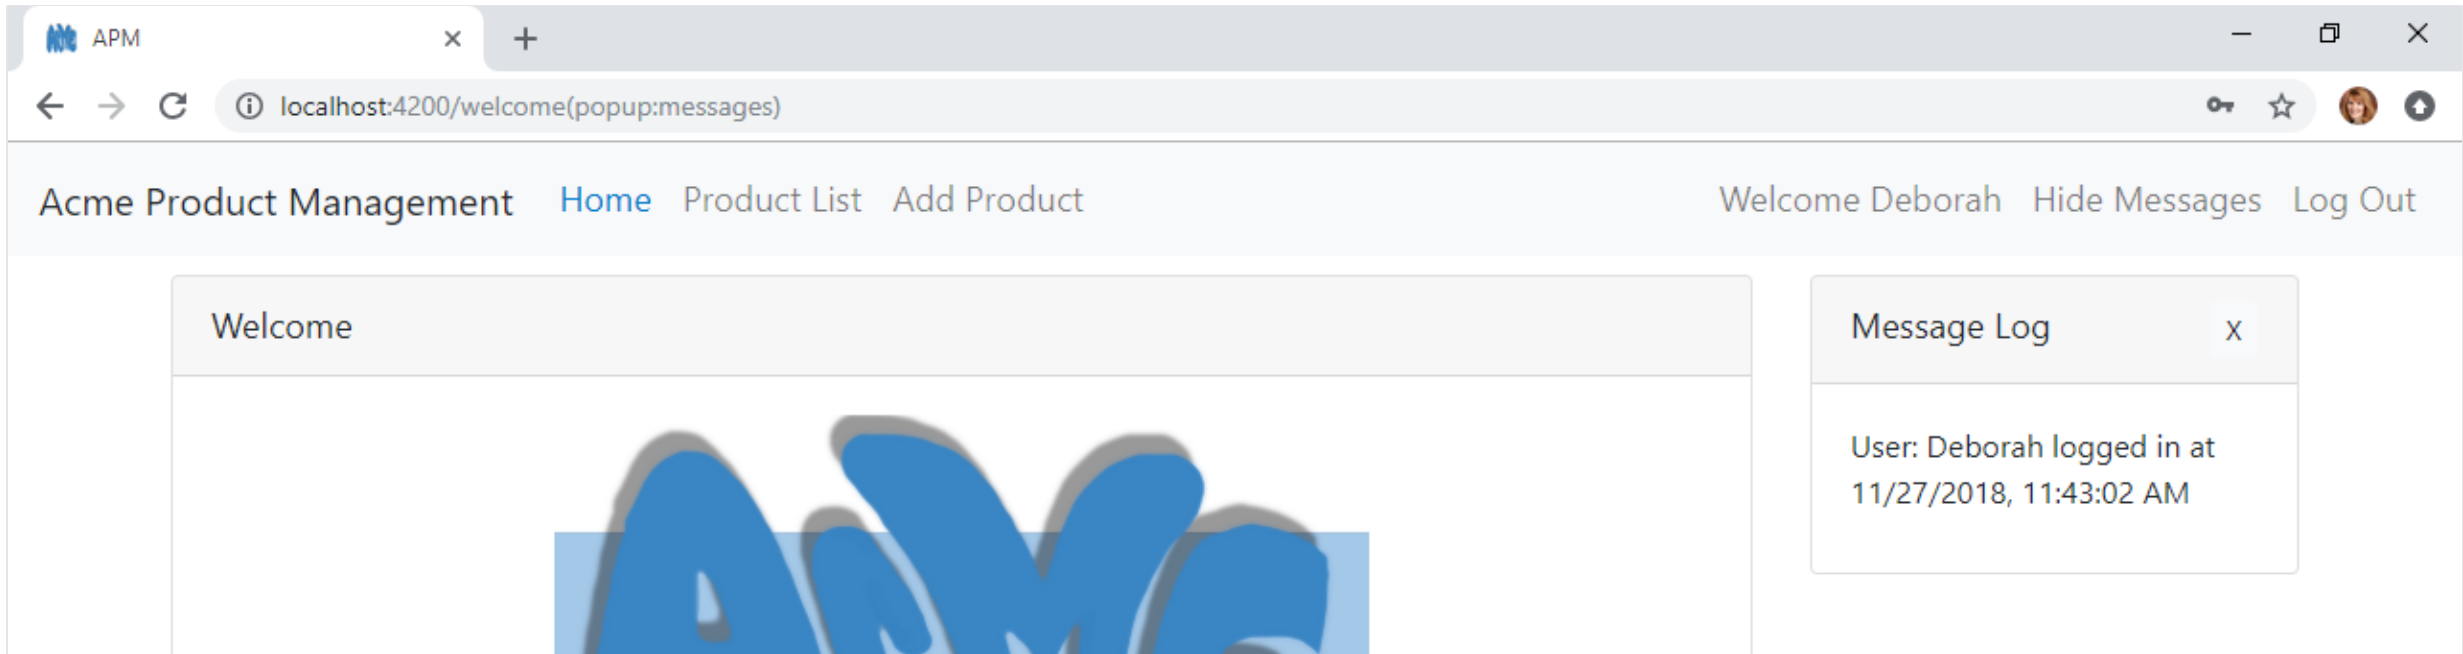 APM
localhost:4200/welcome(popup:messages)
Acme Product Management Home Product List Add Product Welcome Deborah Hide Messages Log Out
Welcome
Message Log X
User: Deborah logged in at
11/27/2018, 11:43:02 AM